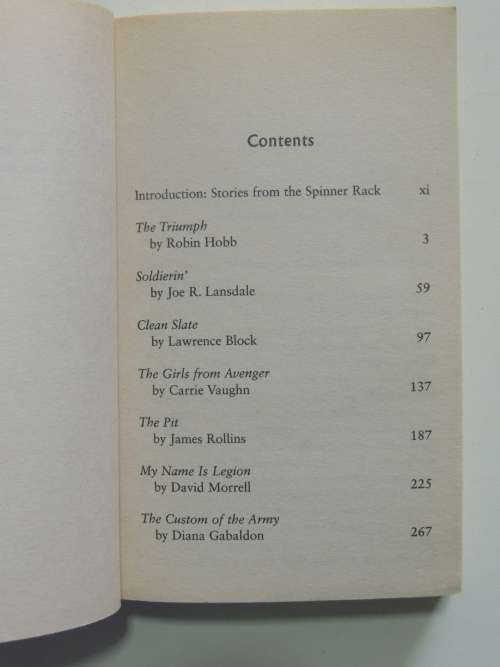 Contents
Introduction: Stories from the Spinner Rack xi
The Triumph
by Robin Hobb 3
Soldierin'
by Joe R. Lansdale 59
Clean Slate
by Lawrence Block 97
The Girls from Avenger
by Carrie Vaughn 137
The Pit
by James Rollins 187
My Name Is Legion
by David Morrell 225
The Custom of the Army
by Diana Gabaldon 267